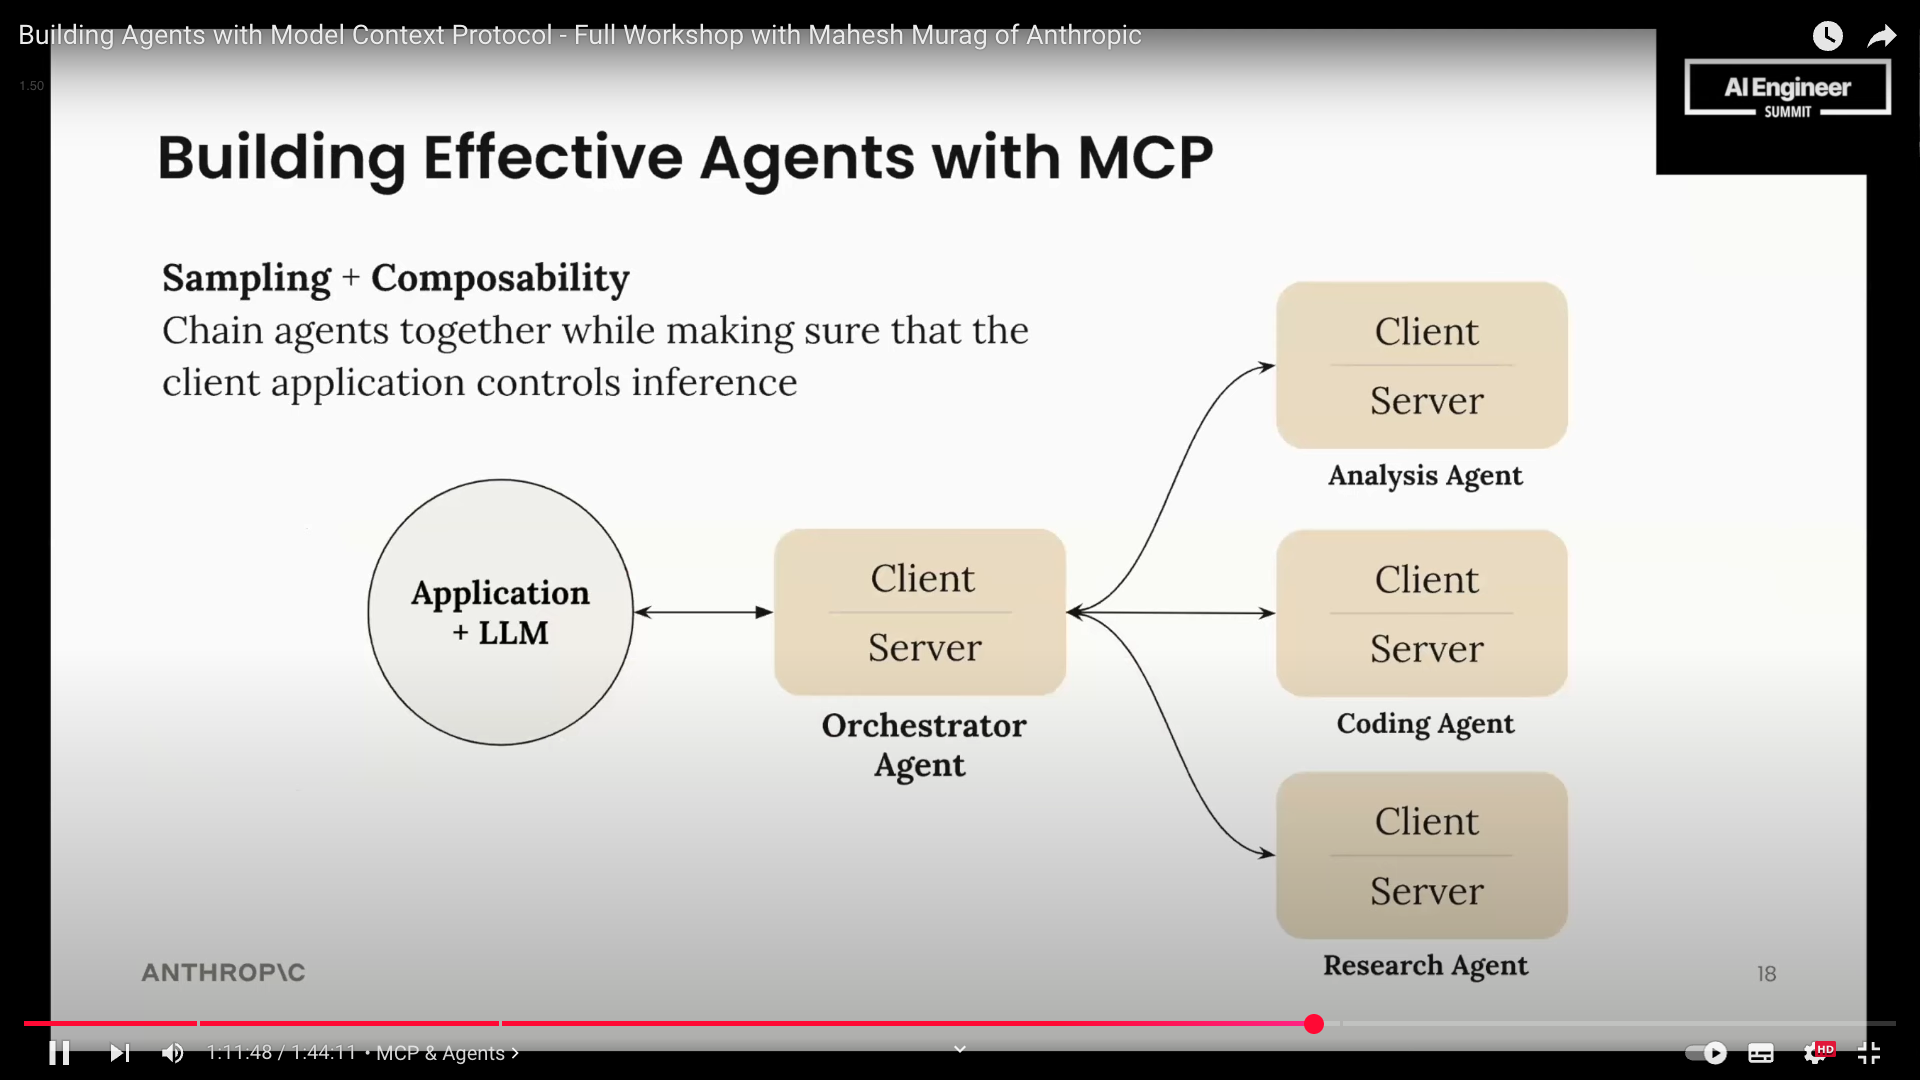 Building Agents with Model Context Protocol - Full Workshop with Mahesh Murag of Anthropic
1.50
AI Engineer
SUMMIT
Building Effective Agents with MCP
Sampling + Composability
Chain agents together while making sure that the
client application controls inference
Client
Server
Analysis Agent
Application
+ LLM
Client
Server
Orchestrator
Agent
Client
Server
Coding Agent
Client
Server
Research Agent
ANTHROP\C
18
1:11:48 / 1:44:11 • MCP & Agents
HD